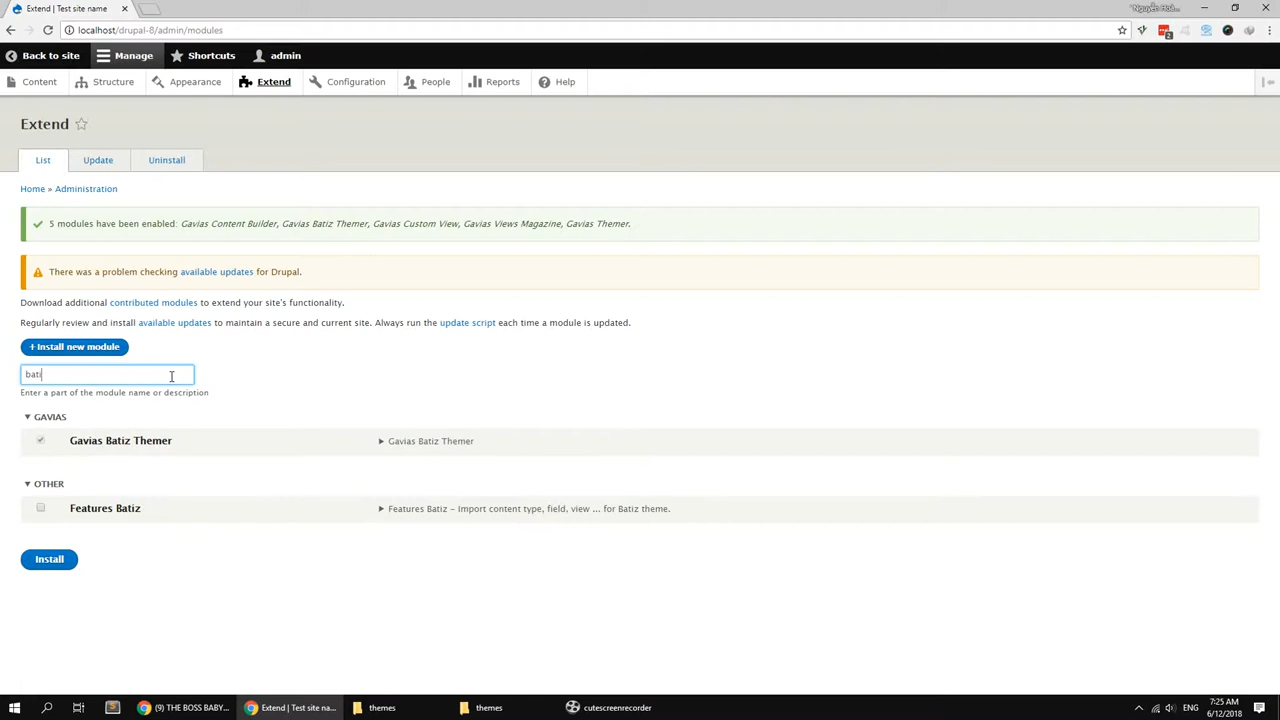 Extend | Test site name
"Nguyễn Hoà...
localhost/drupal-8/admin/modules
2
Back to site
Manage
Shortcuts
admin
Content
Structure
Appearance
Extend
Configuration
People
Reports
Help
Extend
List
Update
Uninstall
Home » Administration
5 modules have been enabled: Gavias Content Builder, Gavias Batiz Themer, Gavias Custom View, Gavias Views Magazine, Gavias Themer.
There was a problem checking available updates for Drupal.
Download additional contributed modules to extend your site's functionality.
Regularly review and install available updates to maintain a secure and current site. Always run the update script each time a module is updated.
+ Install new module
bati
Enter a part of the module name or description
▼ GAVIAS
Gavias Batiz Themer
► Gavias Batiz Themer
▼ OTHER
Features Batiz
► Features Batiz – Import content type, field, view ... for Batiz theme.
Install
(9) THE BOSS BABY...
Extend | Test site na...
themes
themes
cutescreenrecorder
ENG
7:25 AM
6/12/2018